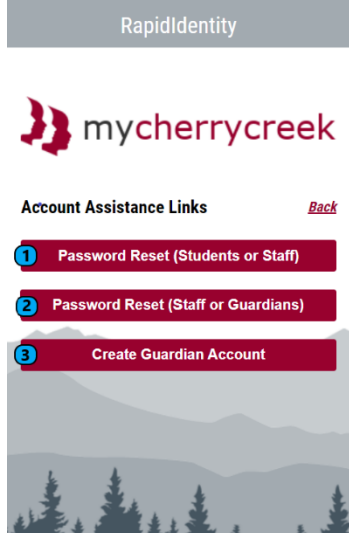 RapidIdentity
mycherrycreek
Account Assistance Links Back
1 Password Reset (Students or Staff)
2 Password Reset (Staff or Guardians)
3 Create Guardian Account